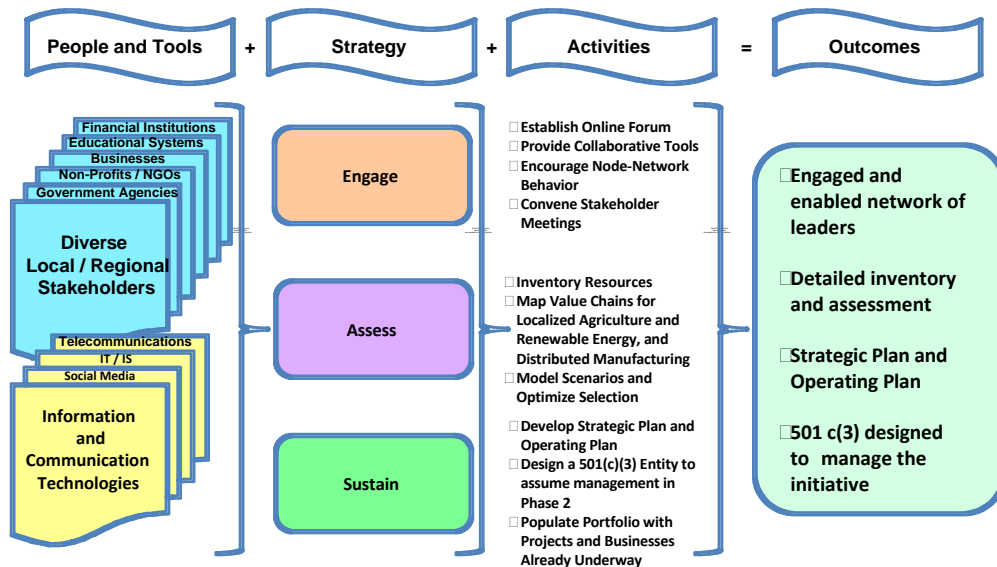 People and Tools + Strategy + Activities = Outcomes
Financial Institutions
Educational Systems
Businesses
Non-Profits / NGOs
Government Agencies
Diverse
Local / Regional
Stakeholders
Telecommunications
IT / IS
Social Media
Information
and
Communication
Technologies
Engage
Assess
Sustain
Establish Online Forum
Provide Collaborative Tools
Encourage Node-Network
Behavior
Convene Stakeholder
Meetings
Inventory Resources
Map Value Chains for
Localized Agriculture and
Renewable Energy, and
Distributed Manufacturing
Model Scenarios and
Optimize Selection
Develop Strategic Plan and
Operating Plan
Design a 501(c)(3) Entity to
assume management in
Phase 2
Populate Portfolio with
Projects and Businesses
Already Underway
Engaged and
enabled network of
leaders
Detailed inventory
and assessment
Strategic Plan and
Operating Plan
501 c(3) designed
to manage the
initiative